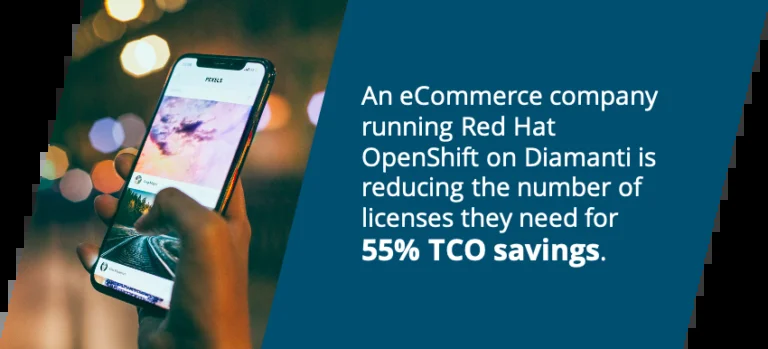 PEXELS
An eCommerce company
running Red Hat
OpenShift on Diamanti is
reducing the number of
licenses they need for
55% TCO savings.